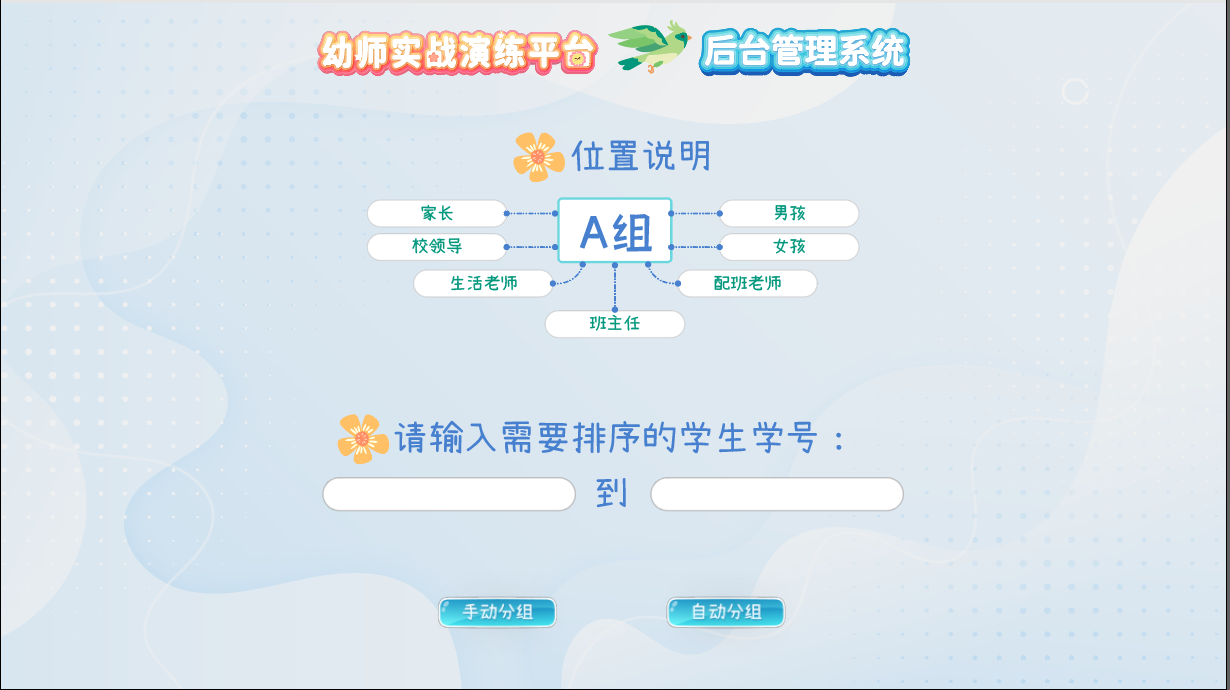 幼师实战演练平台 后台管理系统
位置说明
家长 A组 男孩
校领导 女孩
生活老师 配班老师
班主任
请输入需要排序的学生学号：
到
手动分组 自动分组